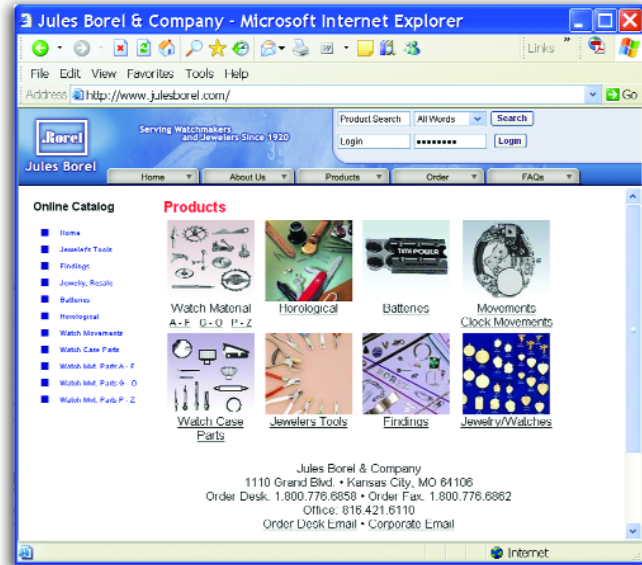 Jules Borel & Company - Microsoft Internet Explorer
Links »
File Edit View Favorites Tools Help
Address http://www.julesborel.com/ Go
Borel
Jules Borel
Serving Watchmakers
and Jewelers Since 1920
Product Search All Words Search
Login •••••••• Login
Home About Us Products Order FAQs
Online Catalog
Home
Jeweler's Tools
Findings
Jewelry, Resale
Batteries
Horological
Watch Movements
Watch Case Parts
Watch Mvt. Parts A - F
Watch Mvt. Parts G - O
Watch Mvt. Parts P - Z
Products
TIMEPOWER
Watch Material
A - F G - O P - Z
Horological
Batteries
Movements
Clock Movements
BOREL
Watch Case
Parts
Jewelers Tools
Findings
Jewelry/Watches
Jules Borel & Company
1110 Grand Blvd. • Kansas City, MO 64106
Order Desk: 1.800.776.6858 • Order Fax: 1.800.776.6862
Office: 816.421.6110
Order Desk Email • Corporate Email
Internet